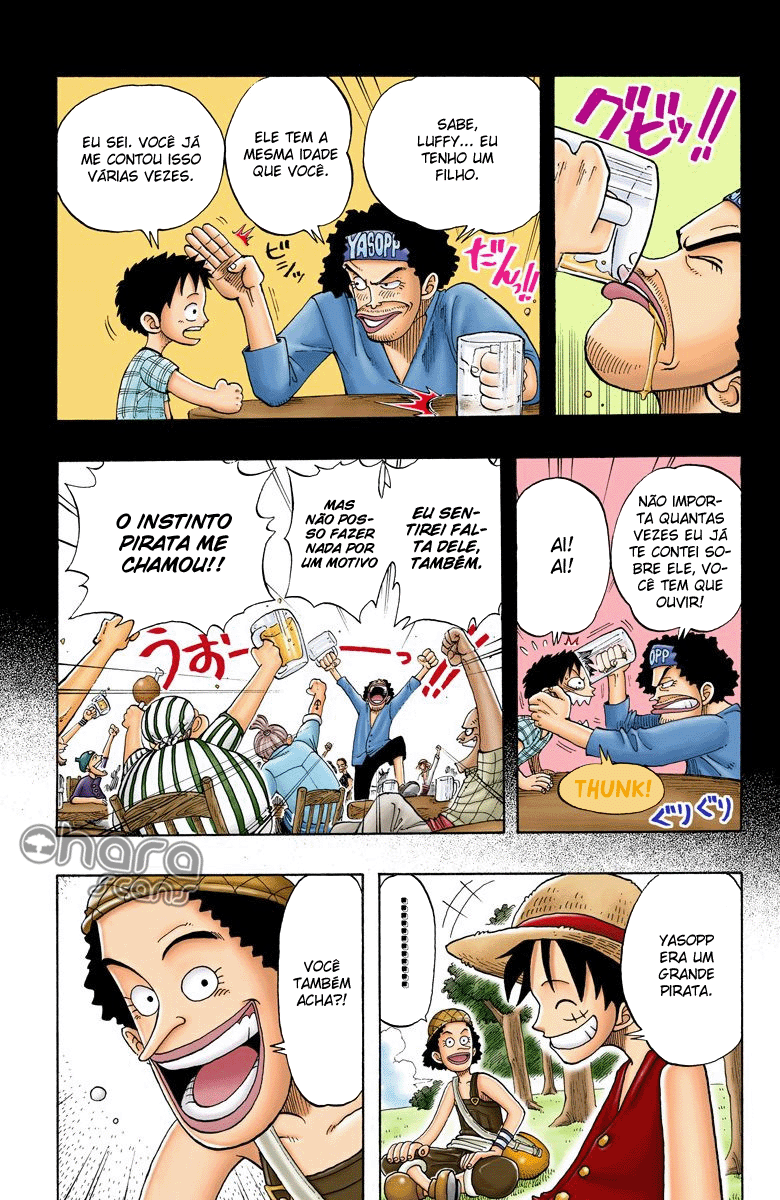 グビッ!!
SABE,
LUFFY... EU
TENHO UM
FILHO.
ELE TEM A
MESMA IDADE
QUE VOCÊ.
EU SEI. VOCÊ JÁ
ME CONTOU ISSO
VÁRIAS VEZES.
YASOPP
だんっ!!
ビシッ
NÃO IMPOR-
TA QUANTAS
VEZES EU JÁ
TE CONTEI SO-
BRE ELE, VO-
CÊ TEM QUE
OUVIR!
AI!
AI!
OPP
THUNK!
ぐりぐり
EU SEN-
TIREI FAL-
TA DELE,
TAMBÉM.
MAS
NÃO POS-
SO FAZER
NADA POR
UM MOTIVO
O INSTINTO
PIRATA ME
CHAMOU!!
うおーーっ!!
Ohara
scans
YASOPP
ERA UM
GRANDE
PIRATA.
VOCÊ
TAMBÉM
ACHA?!